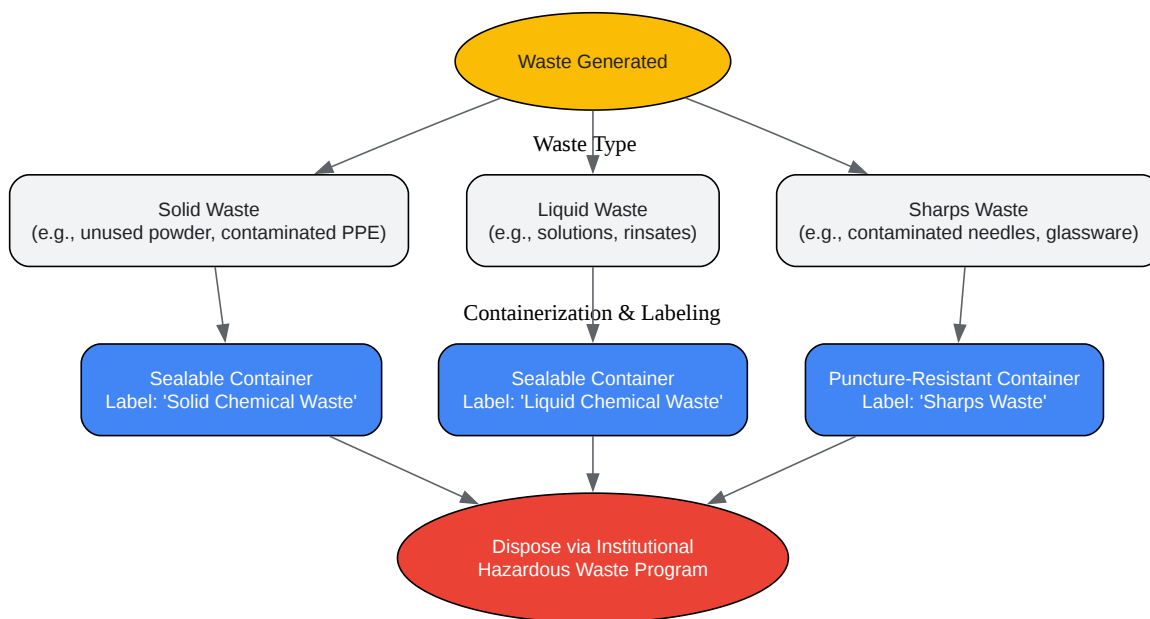 Waste Generated
Waste Type
Solid Waste
(e.g., unused powder, contaminated PPE)
Liquid Waste
(e.g., solutions, rinsates)
Sharps Waste
(e.g., contaminated needles, glassware)
Containerization & Labeling
Sealable Container
Label: 'Solid Chemical Waste'
Sealable Container
Label: 'Liquid Chemical Waste'
Puncture-Resistant Container
Label: 'Sharps Waste'
Dispose via Institutional
Hazardous Waste Program